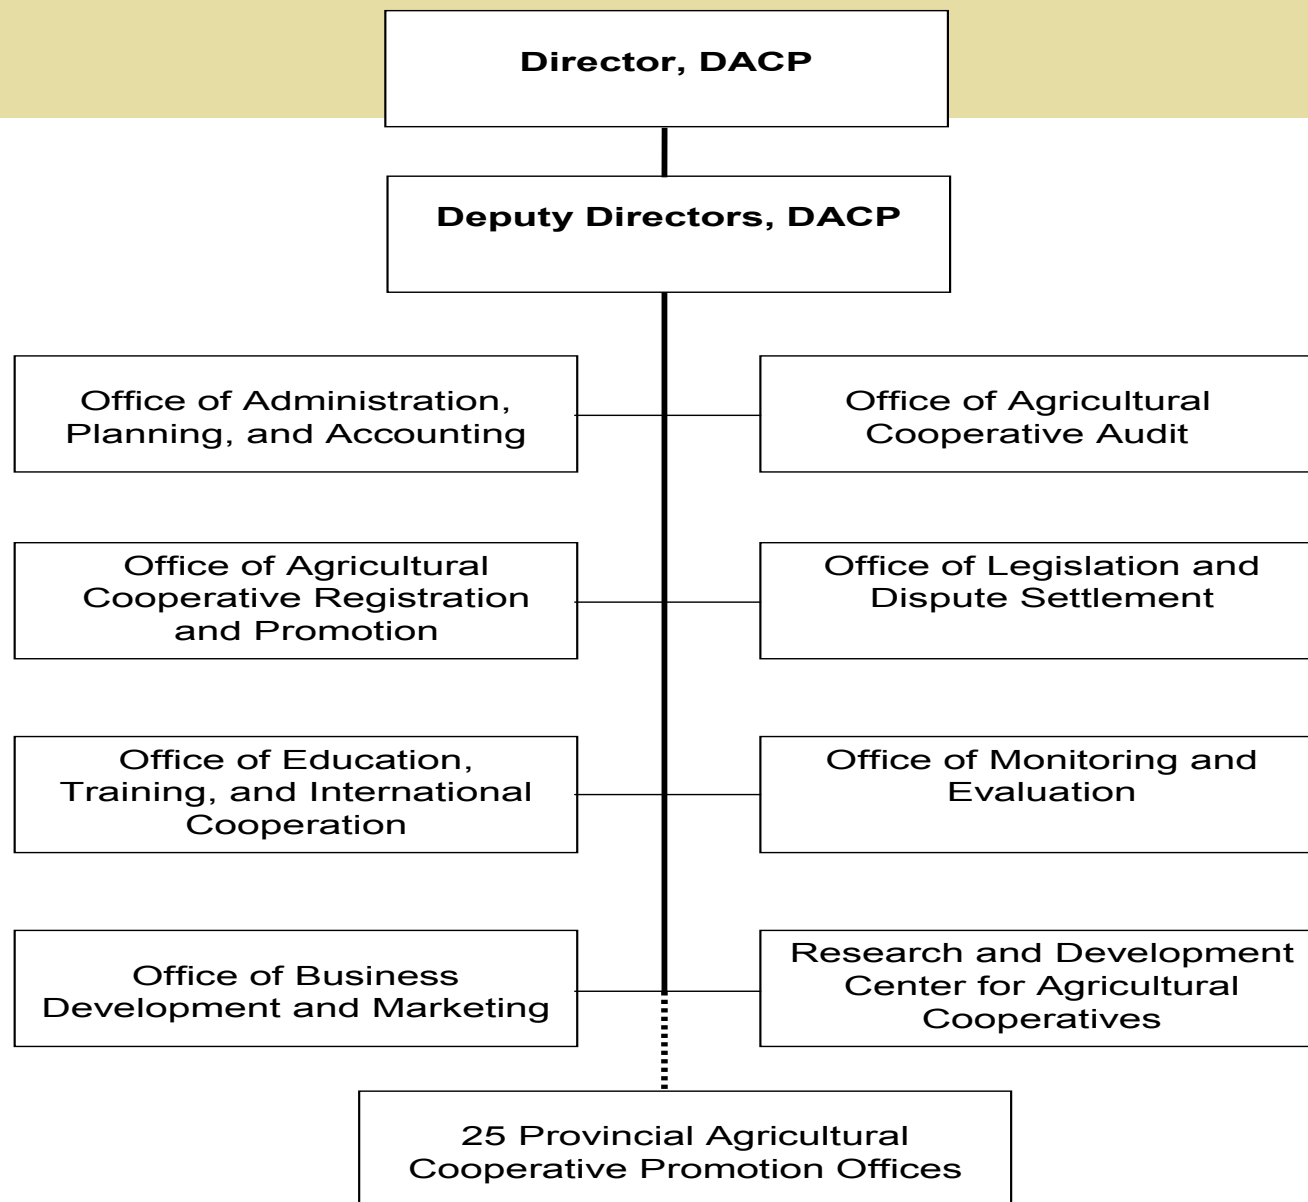 Director, DACP
Deputy Directors, DACP
Office of Administration,
Planning, and Accounting
Office of Agricultural
Cooperative Audit
Office of Agricultural
Cooperative Registration
and Promotion
Office of Legislation and
Dispute Settlement
Office of Education,
Training, and International
Cooperation
Office of Monitoring and
Evaluation
Office of Business
Development and Marketing
Research and Development
Center for Agricultural
Cooperatives
25 Provincial Agricultural
Cooperative Promotion Offices